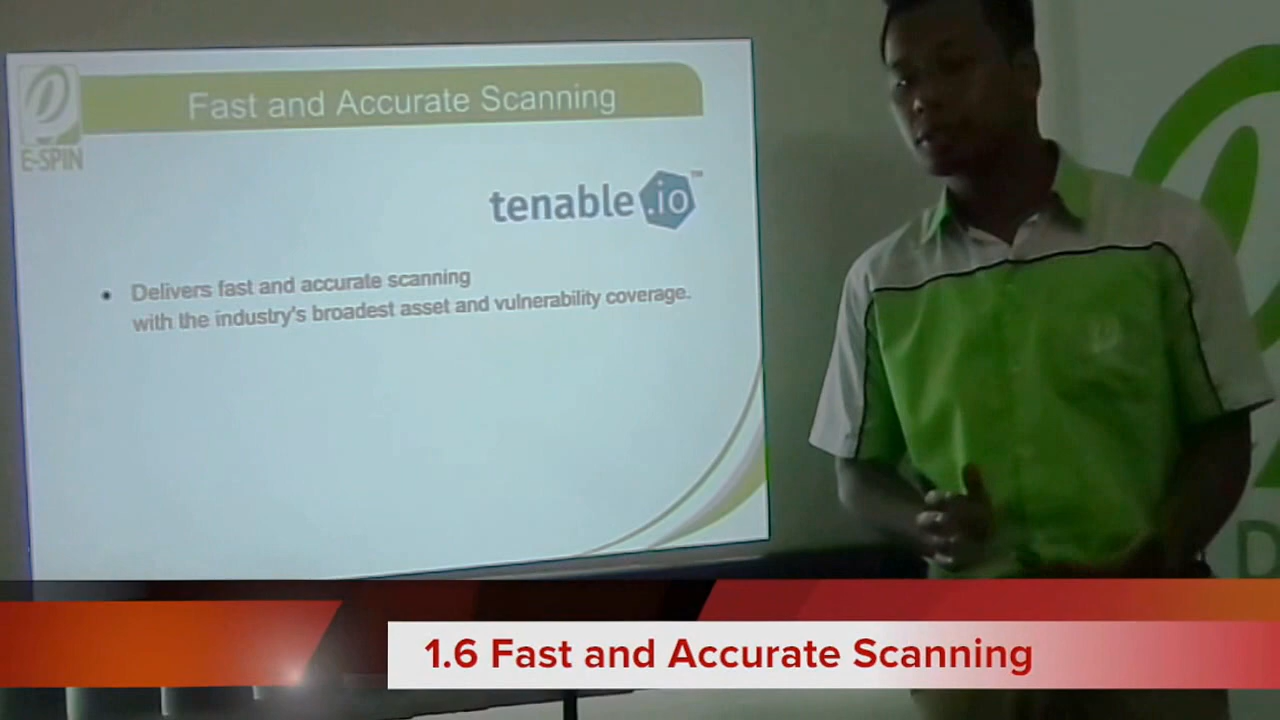 Fast and Accurate Scanning
E-SPIN
tenable.io™
• Delivers fast and accurate scanning
with the industry's broadest asset and vulnerability coverage.
D
1.6 Fast and Accurate Scanning